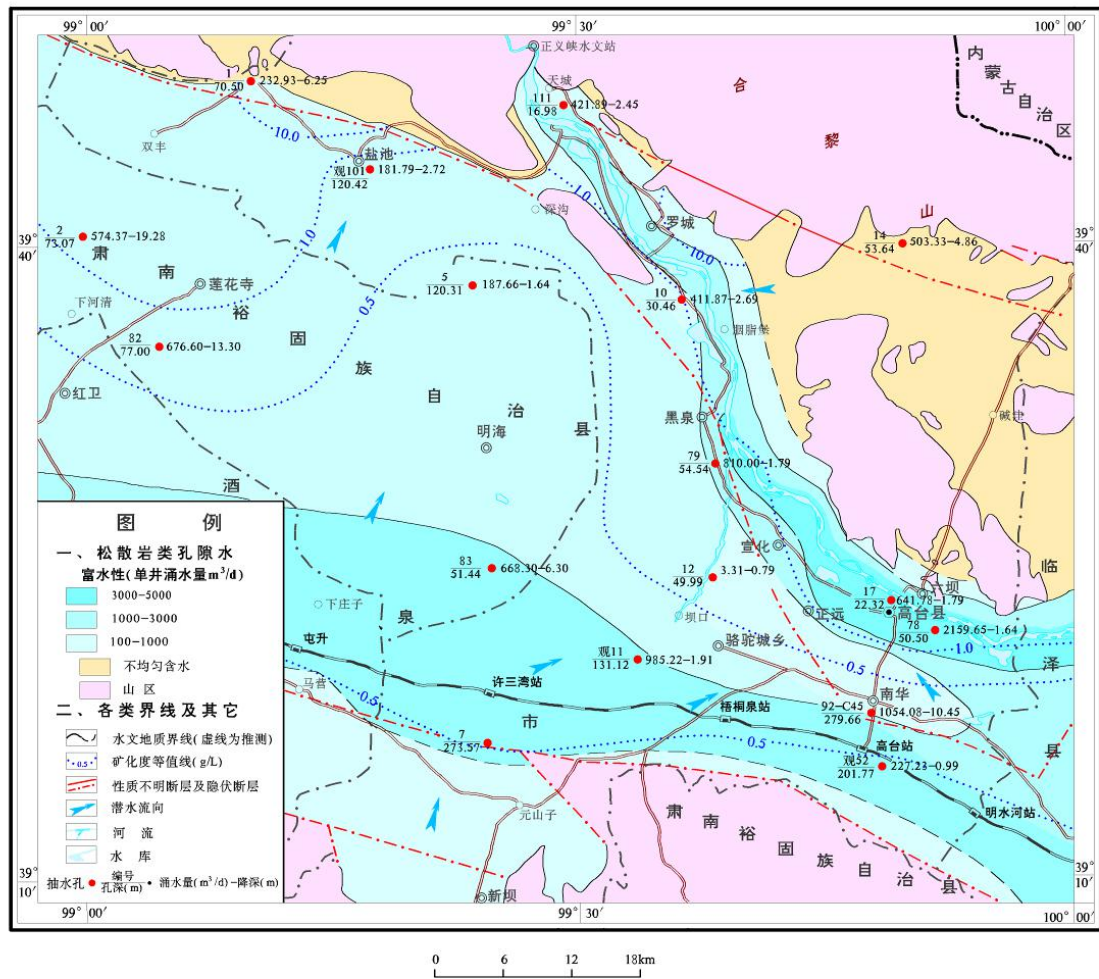 99° 00′
99° 30′
100° 00′
正义峡水文站
内蒙古自治区
天城
合黎山
1
70.50
232.93-6.25
111
16.98
421.89-2.45
10.0
双丰
盐池
观101
120.42
181.79-2.72
1.0
深沟
罗城
2
73.07
574.37-19.28
1.0
14
53.64
503.33-4.86
39° 40′
39° 40′
10.0
肃南裕固族自治县
莲花寺
5
120.31
187.66-1.64
0.5
10
30.46
411.87-2.69
下河清
胭脂堡
82
77.00
676.60-13.30
红卫
黑泉
明海
79
54.54
810.00-1.79
酒泉市
宣化
83
51.44
668.30-6.30
12
49.99
3.31-0.79
临泽县
六坝
17
22.32
641.78-1.79
高台县
下庄子
坝口
正远
78
50.50
2159.65-1.64
1.0
屯升
观11
131.12
985.22-1.91
骆驼城乡
0.5
马营
0.5
许三湾站
南华
92-C45
279.66
1054.08-10.45
梧桐泉站
7
273.57
0.5
高台站
观52
201.77
227.23-0.99
元山子
明水河站
肃南裕固族自治县
新坝
39° 10′
39° 10′
图 例
一、松散岩类孔隙水
富水性(单井涌水量m³/d)
3000-5000
1000-3000
100-1000
不均匀含水
山 区
二、各类界线及其它
水文地质界线(虚线为推测)
0.5 矿化度等值线(g/L)
性质不明断层及隐伏断层
潜水流向
河 流
水 库
抽水孔 编号 孔深(m) 涌水量(m³/d)-降深(m)
99° 00′
99° 30′
100° 00′
0 6 12 18km